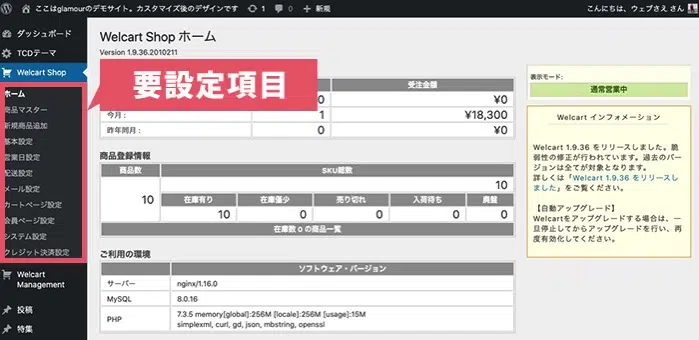 ここはglamourのデモサイト。カスタマイズ後のデザインです 1 0 + 新規 こんにちは、ウェブさえ さん
ダッシュボード
TCDテーマ
Welcart Shop
ホーム
商品マスター
新規商品追加
基本設定
営業日設定
配送設定
メール設定
カートページ設定
会員ページ設定
システム設定
クレジット決済設定
Welcart
Management
投稿
特集
Welcart Shop ホーム
Version 1.9.36.2010211
要設定項目
受注金額
0 ¥0
今月 : 1 ¥18,300
昨年同月 : 0 ¥0
商品登録情報
商品数 SKU総数
10 10
在庫有り 在庫僅少 売り切れ 入荷待ち 廃盤
10 0 0 0 0
在庫数 0 の商品一覧
ご利用の環境
ソフトウェア・バージョン
サーバー nginx/1.16.0
MySQL 8.0.16
PHP 7.3.5 memory[global]:256M [locale]:256M [usage]:15M
simplexml, curl, gd, json, mbstring, openssl
表示モード:
通常営業中
Welcart インフォメーション
Welcart 1.9.36 をリリースしました。脆
弱性の修正が行われています。過去のバー
ジョンは全てが対象となります。
詳しくは「Welcart 1.9.36 をリリースし
ました」をご覧ください。
【自動アップグレード】
Welcartをアップグレードする場合は、一
旦停止してからアップグレードを行い、再
度有効化してください。